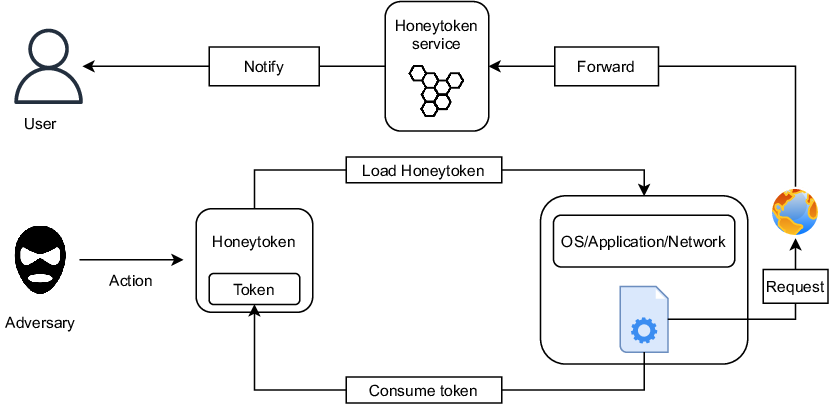 Honeytoken
service
Notify
Forward
User
Load Honeytoken
Honeytoken
OS/Application/Network
Action
Token
Request
Adversary
Consume token